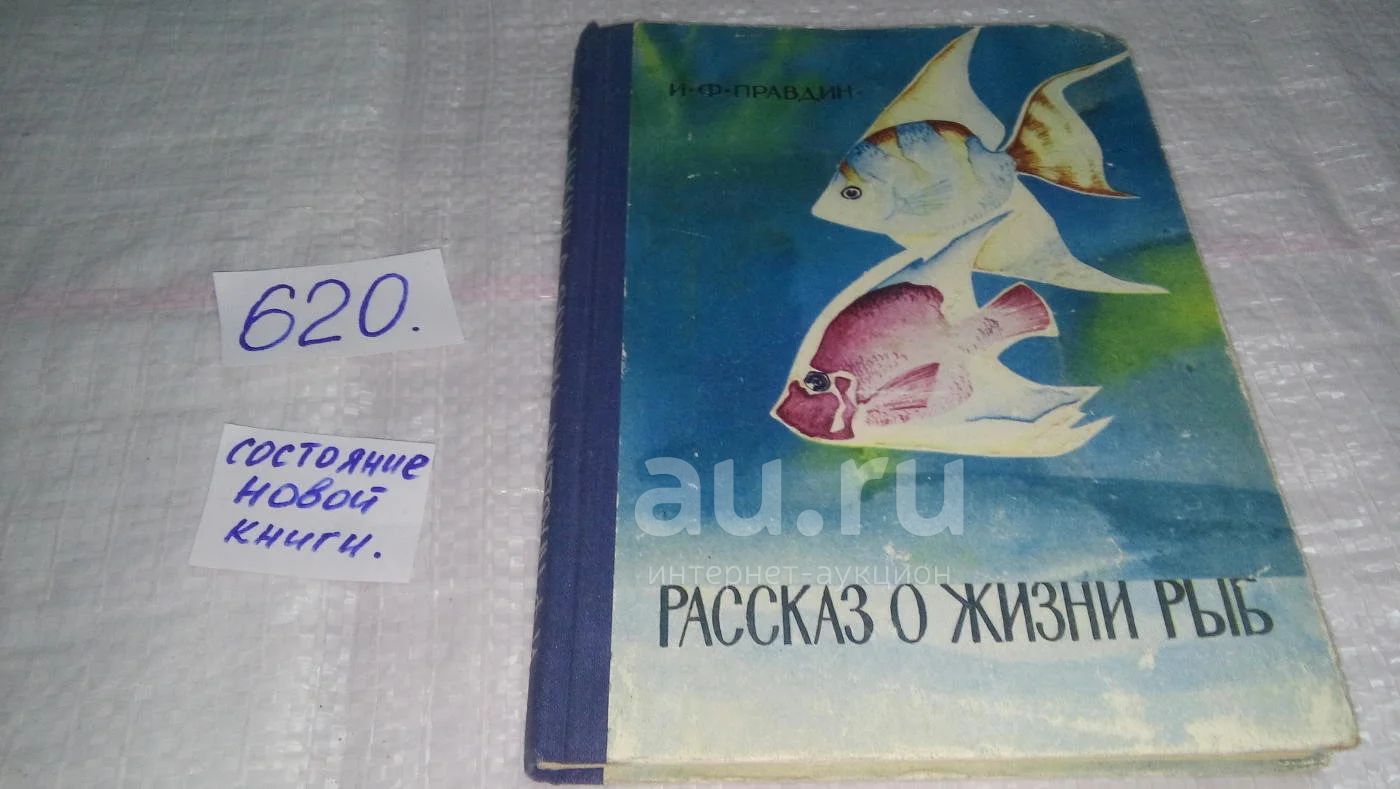 И·Ф·ПРАВДИН·
620.
состояние
новой
книги.
au.ru
интернет-аукцион
РАССКАЗ О ЖИЗНИ РЫБ